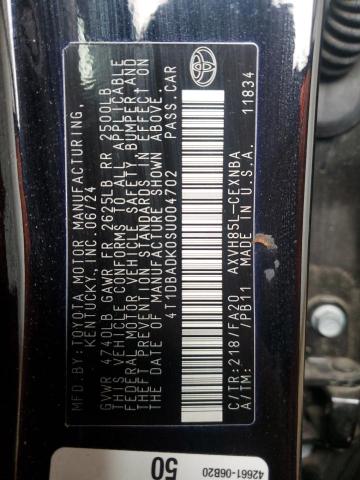 TOYOTA
MFD. BY: TOYOTA MOTOR MANUFACTURING,
KENTUCKY, INC. 06/24
GVWR 4740LB GAWR FR 2625LB RR 2500LB
THIS VEHICLE CONFORMS TO ALL APPLICABLE
FEDERAL MOTOR VEHICLE SAFETY, BUMPER, AND
THEFT PREVENTION STANDARDS IN EFFECT ON
THE DATE OF MANUFACTURE SHOWN ABOVE.
4T1DBADK0SU004702 PASS.CAR
C/TR: 218 /FA20 AXVH85L-CEXNBA
A/TM: /PB11 MADE IN U.S.A. 11834
42661-06B20
50